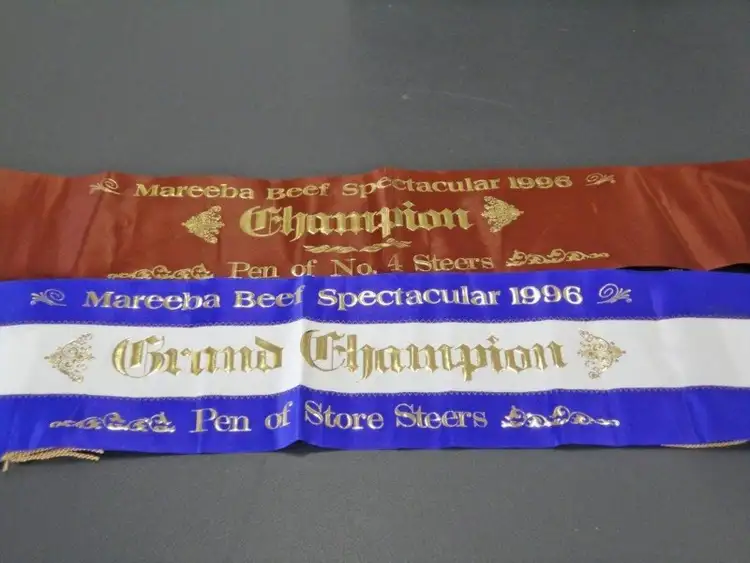 Mareeba Beef Spectacular 1996
Champion
Pen of No. 4 Steers
Mareeba Beef Spectacular 1996
Grand Champion
Pen of Store Steers